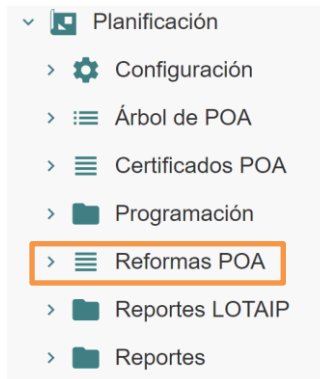 Planificación
Configuración
Árbol de POA
Certificados POA
Programación
Reformas POA
Reportes LOTAIP
Reportes